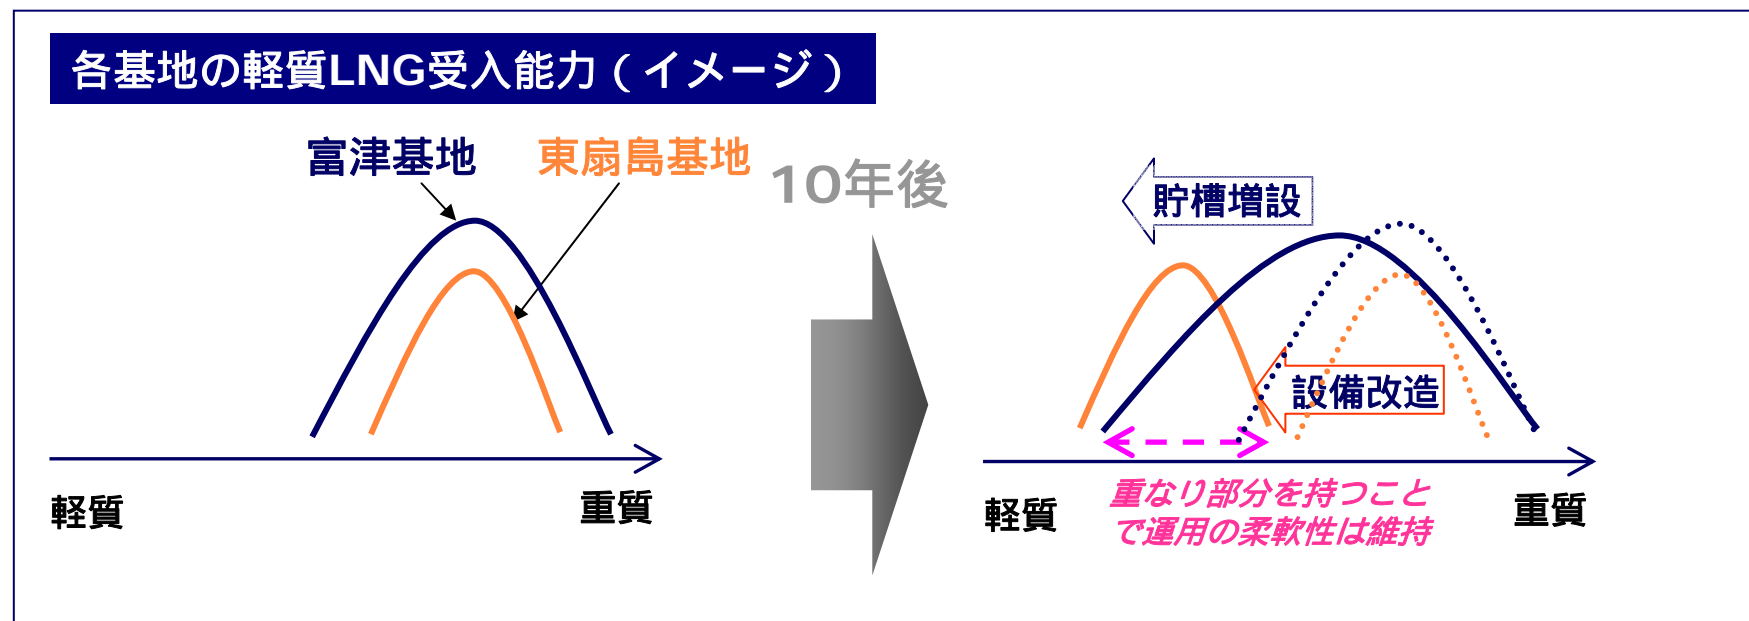 各基地の軽質LNG受入能力（イメージ）
富津基地
東扇島基地
軽質
重質
10年後
貯槽増設
設備改造
重なり部分を持つこと
で運用の柔軟性は維持
軽質
重質